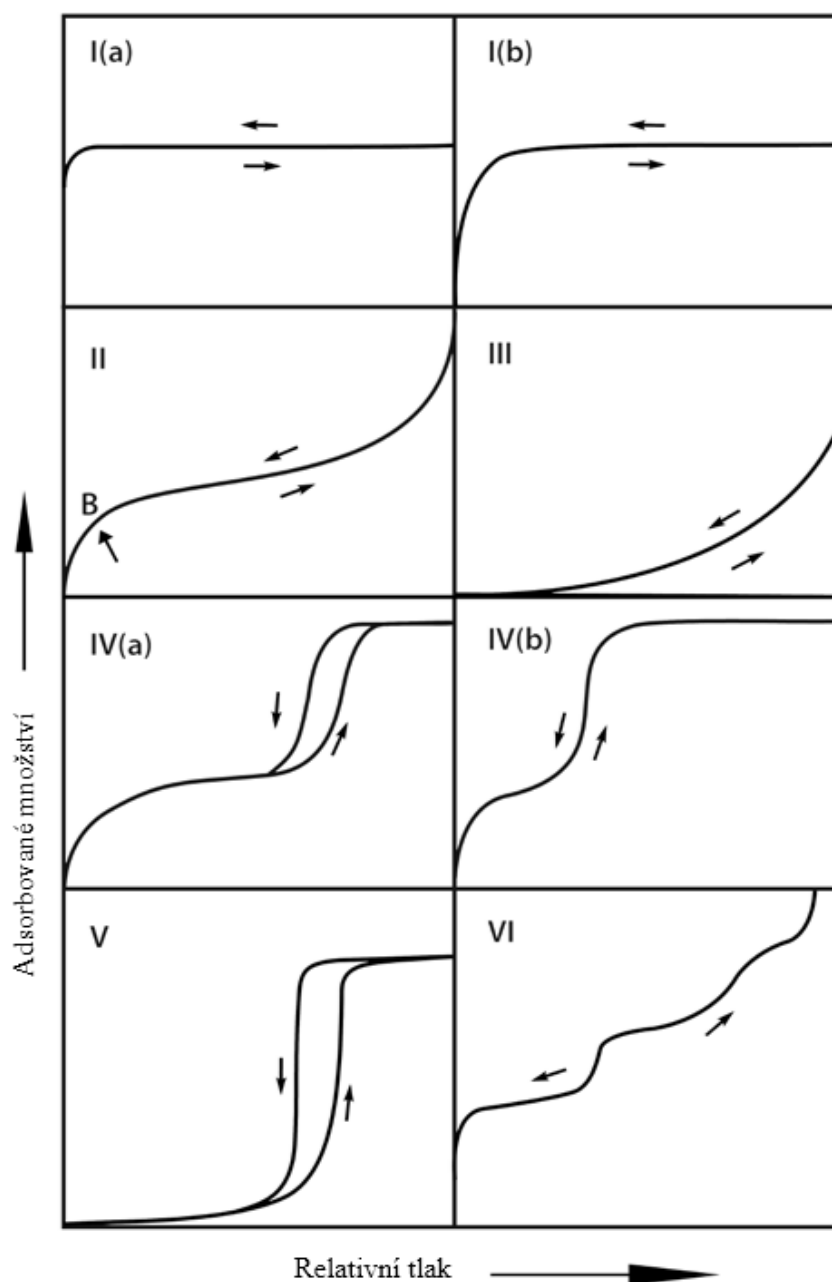 I(a)
I(b)
II
III
B
IV(a)
IV(b)
V
VI
Adsorbované množství
Relativní tlak